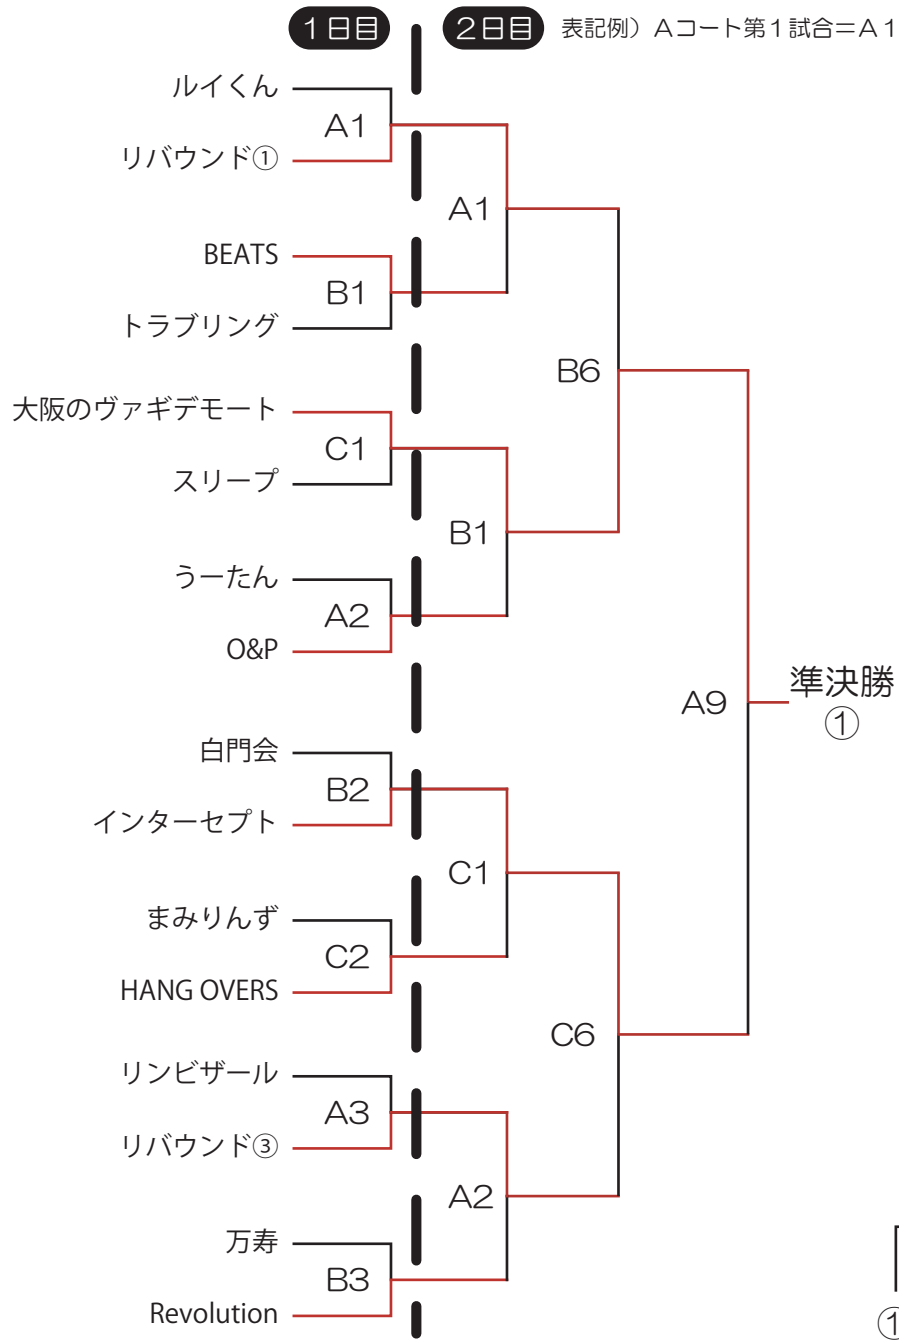 1日目
2日目 表記例）Aコート第1試合＝A1
ルイくん
A1
リバウンド①
A1
BEATS
B1
トラブリング
B6
大阪のヴァギデモート
C1
スリープ
B1
うーたん
A2
O&P
A9
準決勝
①
白門会
B2
インターセプト
C1
まみりんず
C2
HANG OVERS
C6
リンビザール
A3
リバウンド③
A2
万寿
B3
Revolution
①